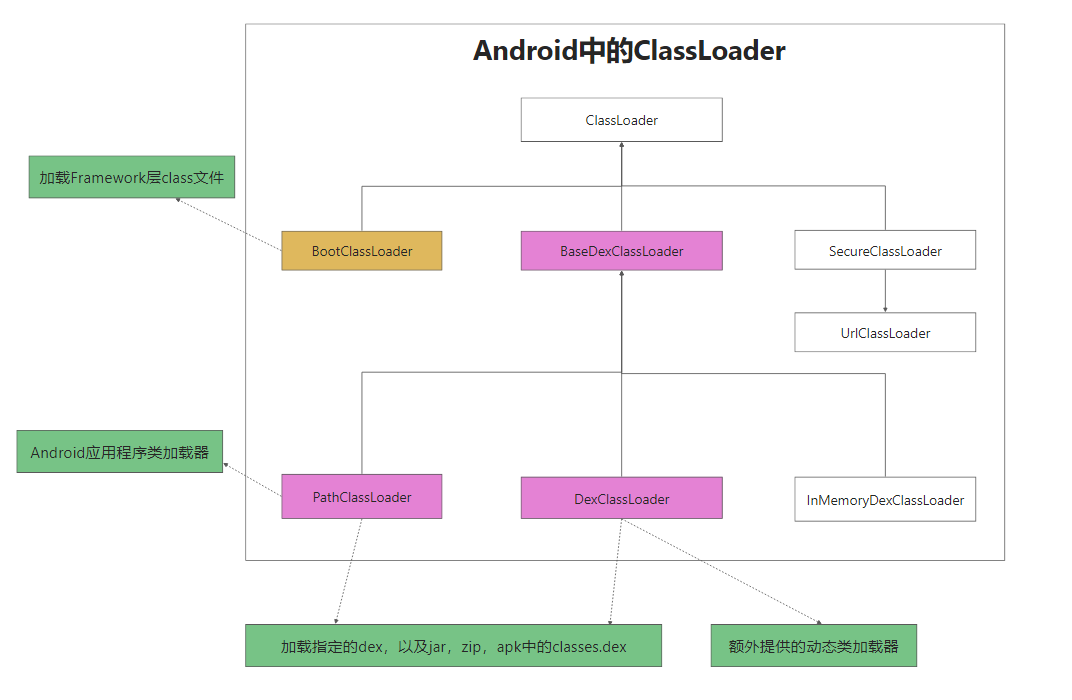 Android中的ClassLoader
ClassLoader
加载Framework层class文件
BootClassLoader
BaseDexClassLoader
SecureClassLoader
UrlClassLoader
Android应用程序类加载器
PathClassLoader
DexClassLoader
InMemoryDexClassLoader
加载指定的dex，以及jar，zip，apk中的classes.dex
额外提供的动态类加载器